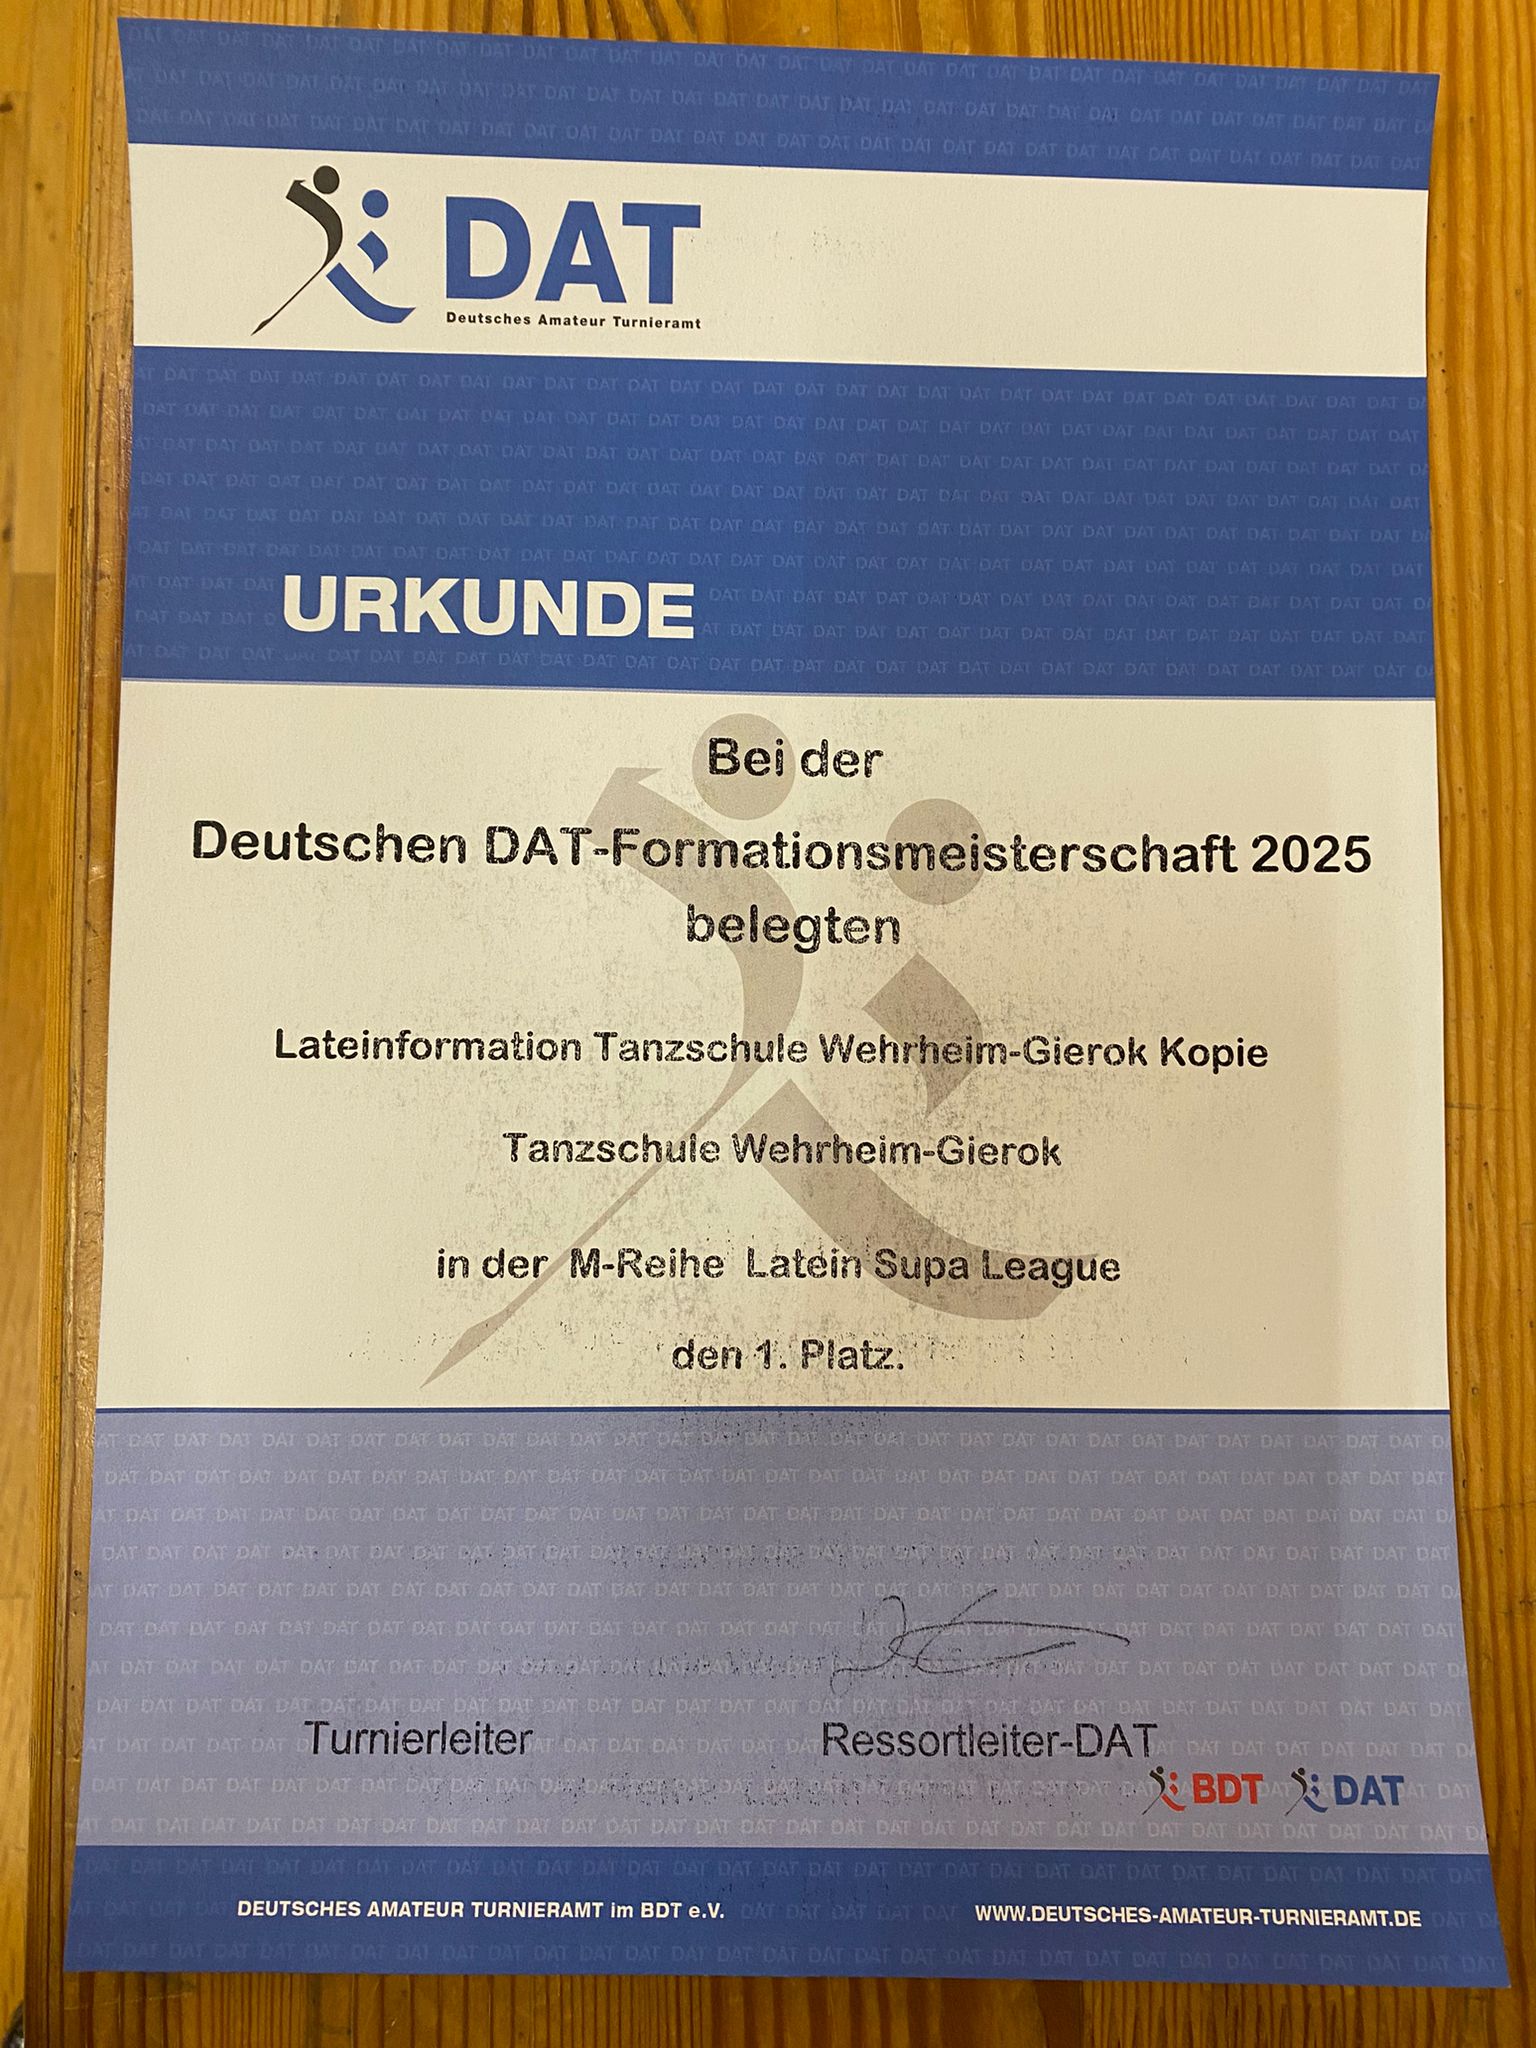 DAT
Deutsches Amateur Turnieramt
URKUNDE
Bei der
Deutschen DAT-Formationsmeisterschaft 2025
belegten
Lateinformation Tanzschule Wehrheim-Gierok Kopie
Tanzschule Wehrheim-Gierok
in der M-Reihe Latein Supa League
den 1. Platz.
Turnierleiter Ressortleiter-DAT
BDT DAT
DEUTSCHES AMATEUR TURNIERAMT im BDT e.V. WWW.DEUTSCHES-AMATEUR-TURNIERAMT.DE